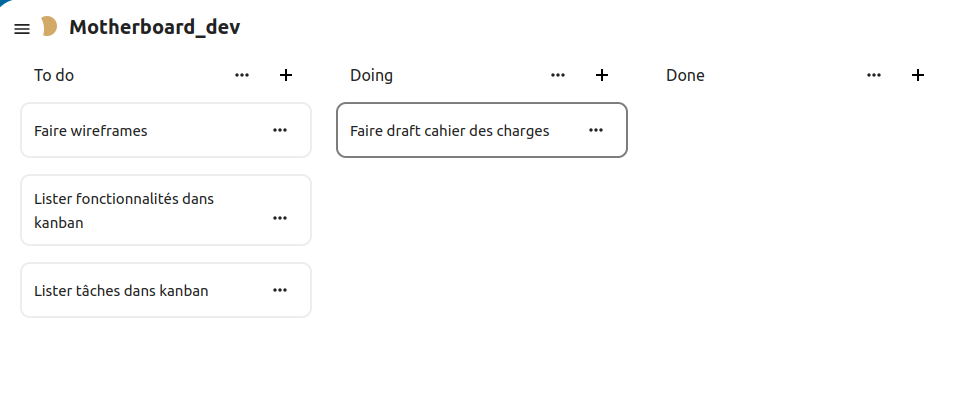 Motherboard_dev
To do
Faire wireframes
Lister fonctionnalités dans
kanban
Lister tâches dans kanban
Doing
Faire draft cahier des charges
Done